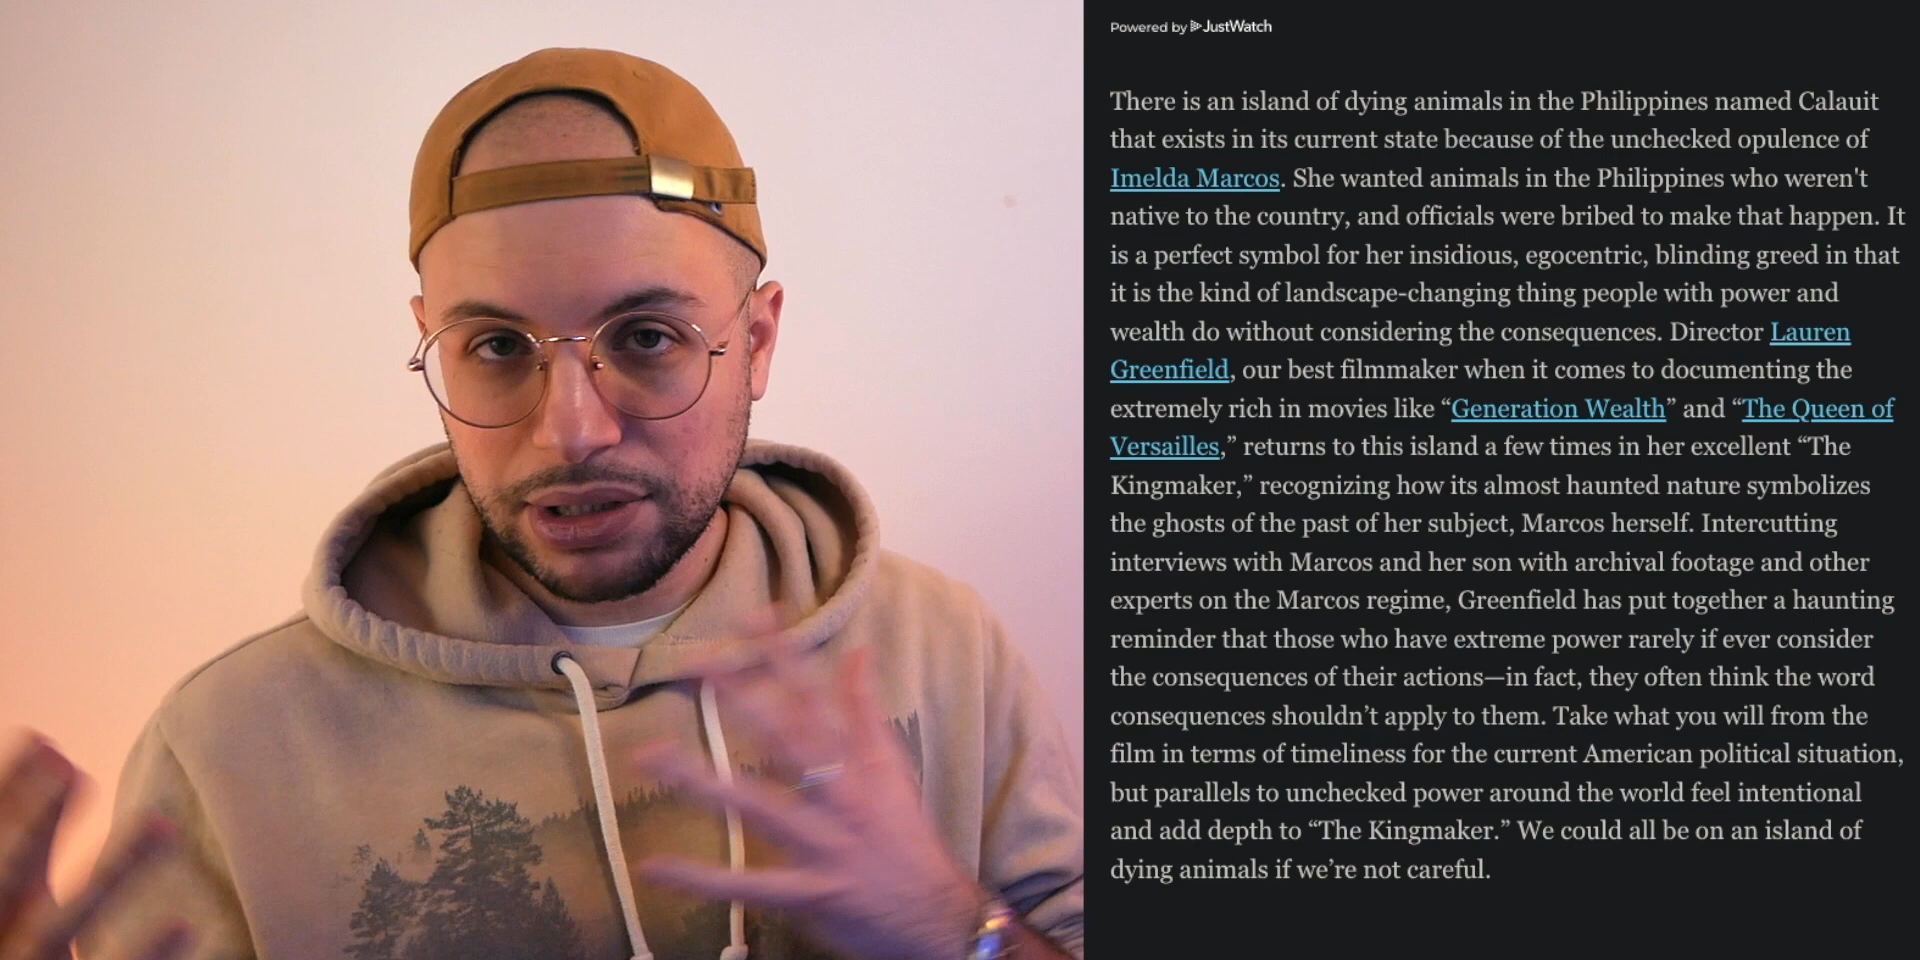 Powered by JustWatch
There is an island of dying animals in the Philippines named Calauit
that exists in its current state because of the unchecked opulence of
Imelda Marcos. She wanted animals in the Philippines who weren't
native to the country, and officials were bribed to make that happen. It
is a perfect symbol for her insidious, egocentric, blinding greed in that
it is the kind of landscape-changing thing people with power and
wealth do without considering the consequences. Director Lauren
Greenfield, our best filmmaker when it comes to documenting the
extremely rich in movies like “Generation Wealth” and “The Queen of
Versailles,” returns to this island a few times in her excellent “The
Kingmaker,” recognizing how its almost haunted nature symbolizes
the ghosts of the past of her subject, Marcos herself. Intercutting
interviews with Marcos and her son with archival footage and other
experts on the Marcos regime, Greenfield has put together a haunting
reminder that those who have extreme power rarely if ever consider
the consequences of their actions—in fact, they often think the word
consequences shouldn’t apply to them. Take what you will from the
film in terms of timeliness for the current American political situation,
but parallels to unchecked power around the world feel intentional
and add depth to “The Kingmaker.” We could all be on an island of
dying animals if we’re not careful.